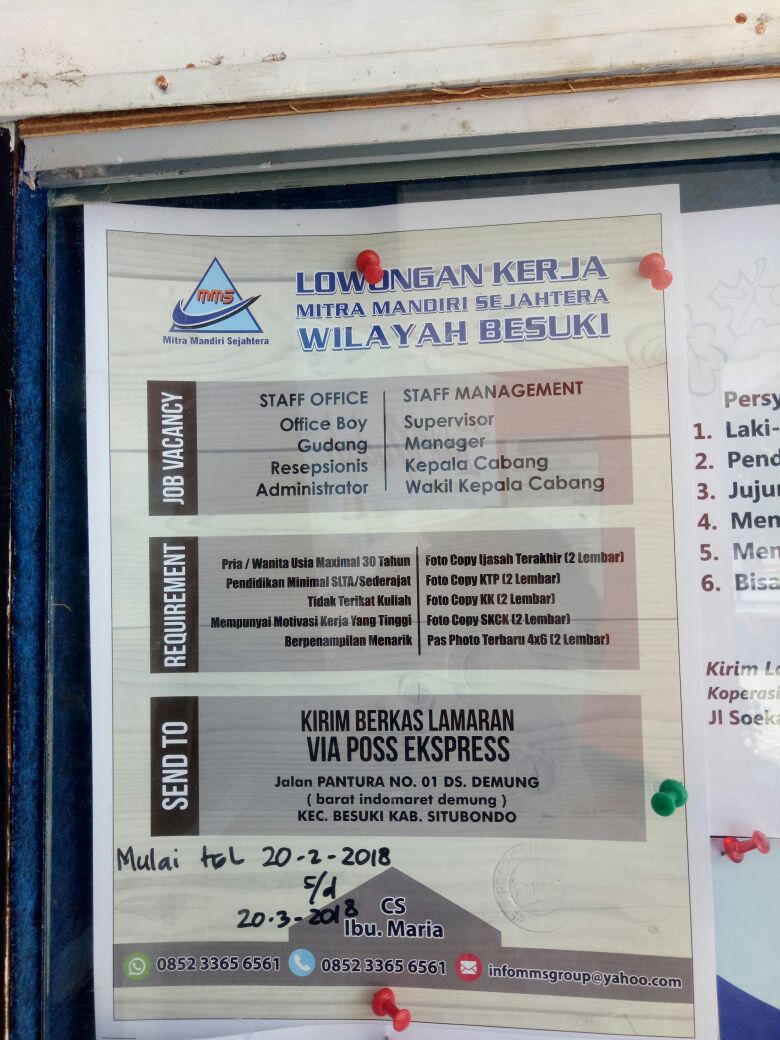 mms
Mitra Mandiri Sejahtera
LOWONGAN KERJA
MITRA MANDIRI SEJAHTERA
WILAYAH BESUKI
JOB VACANCY
STAFF OFFICE
Office Boy
Gudang
Resepsionis
Administrator
STAFF MANAGEMENT
Supervisor
Manager
Kepala Cabang
Wakil Kepala Cabang
REQUIREMENT
Pria / Wanita Usia Maximal 30 Tahun
Pendidikan Minimal SLTA/Sederajat
Tidak Terikat Kuliah
Mempunyai Motivasi Kerja Yang Tinggi
Berpenampilan Menarik
Foto Copy Ijasah Terakhir (2 Lembar)
Foto Copy KTP (2 Lembar)
Foto Copy KK (2 Lembar)
Foto Copy SKCK (2 Lembar)
Pas Photo Terbaru 4x6 (2 Lembar)
SEND TO
KIRIM BERKAS LAMARAN
VIA POSS EKSPRESS
Jalan PANTURA NO. 01 DS. DEMUNG
( barat indomaret demung )
KEC. BESUKI KAB. SITUBONDO
Mulai tgl 20-2-2018
s/d
20-3-2018
CS
Ibu. Maria
0852 3365 6561
0852 3365 6561
infommsgroup@yahoo.com
Persy
1. Laki-
2. Pend
3. Jujur
4. Mem
5. Men
6. Bisa
Kirim La
Koperasi
Jl Soeka